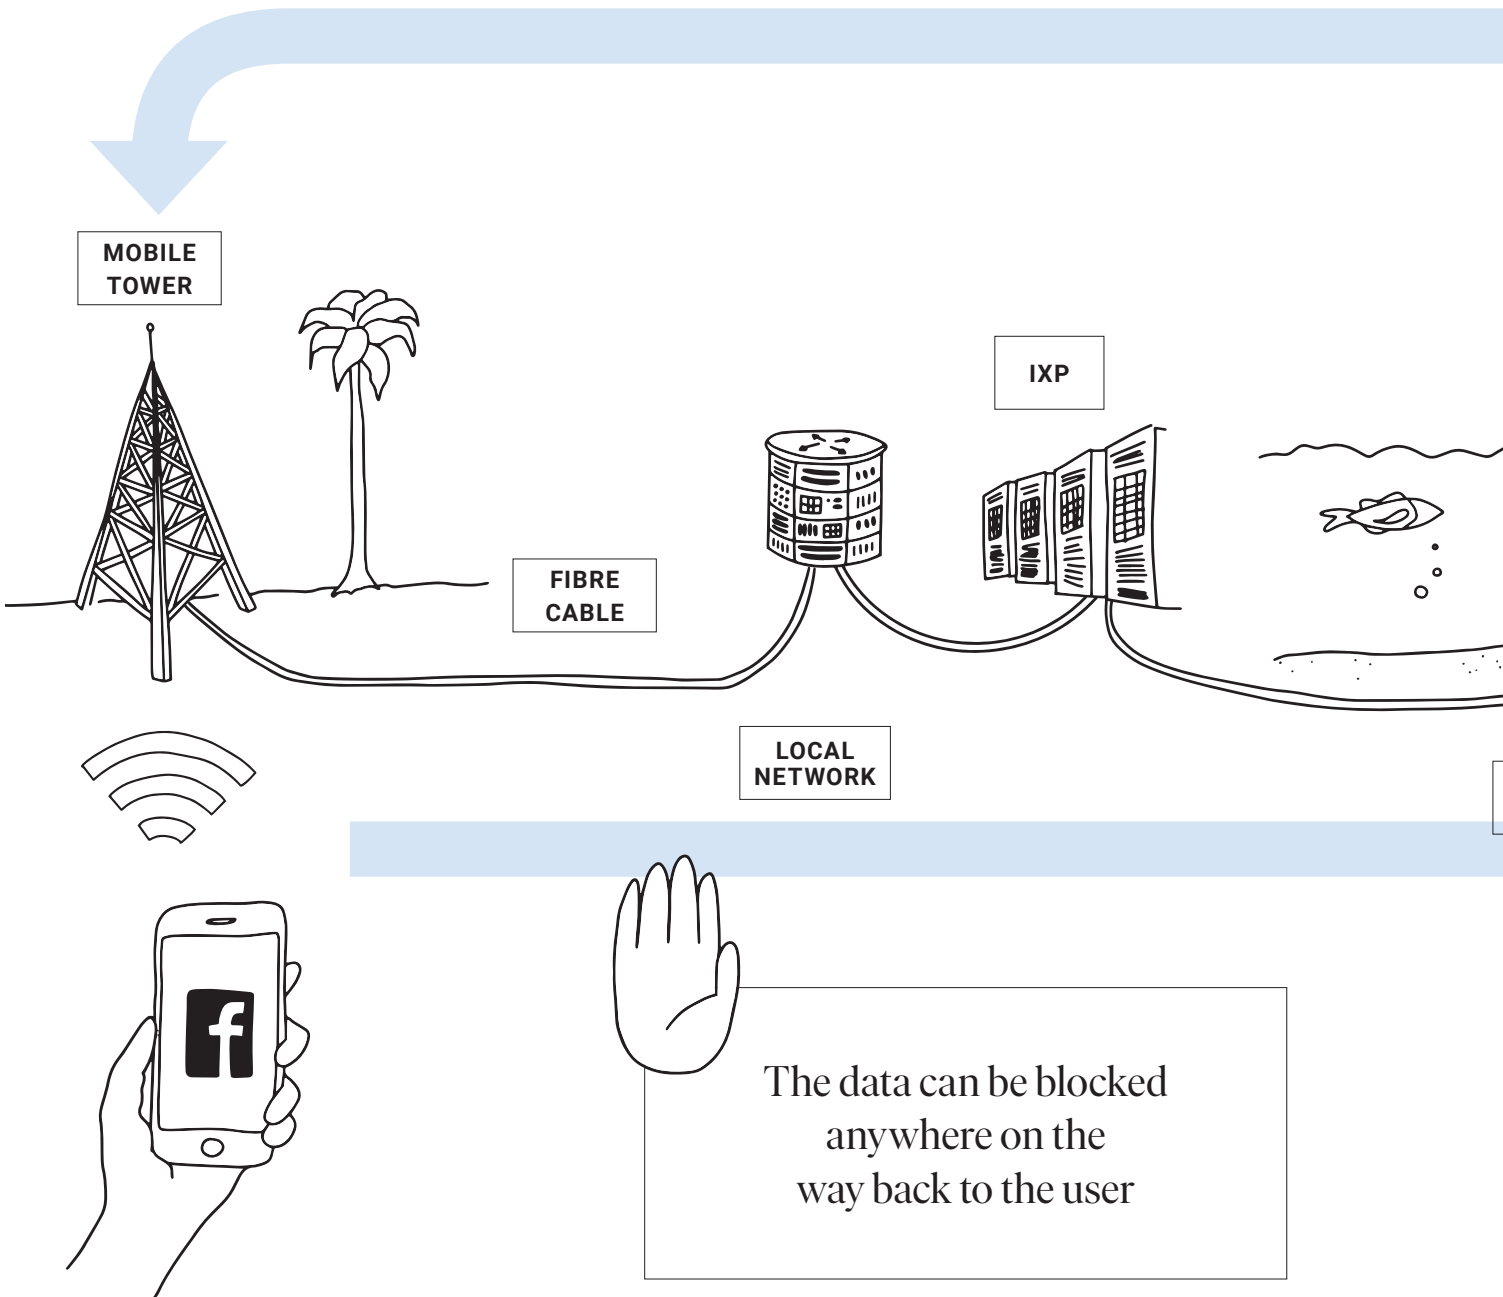 MOBILE
TOWER
IXP
FIBRE
CABLE
LOCAL
NETWORK
f
The data can be blocked
anywhere on the
way back to the user